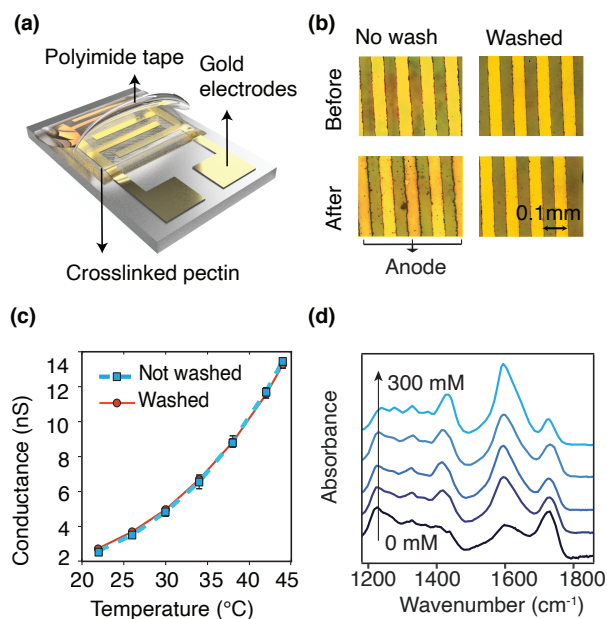 (a)
Polyimide tape
Gold
electrodes
Crosslinked pectin
(b)
No wash
Washed
Before
After
0.1mm
Anode
(c)
14
12
10
8
6
4
2
Conductance (nS)
Not washed
Washed
20
25
30
35
40
45
Temperature (°C)
(d)
Absorbance
300 mM
0 mM
1200
1400
1600
1800
Wavenumber (cm⁻¹)